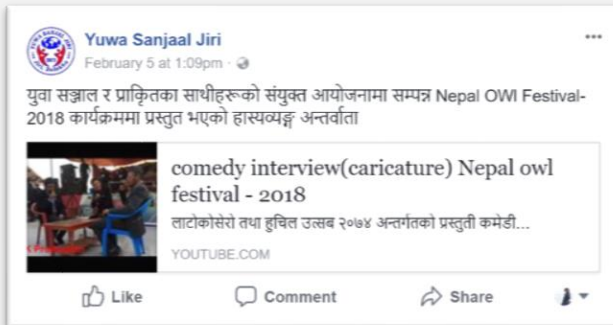 Yuwa Sanjaal Jiri
February 5 at 1:09pm ·
युवा सञ्जाल र प्राकृितका साथीहरूको संयुक्त आयोजनामा सम्पन्न Nepal OWl Festival-
2018 कार्यक्रममा प्रस्तुत भएको हास्यव्यङ्ग अन्तर्वाता
comedy interview(caricature) Nepal owl
festival - 2018
लाटोकोसेरो तथा हुचिल उत्सब २०७४ अन्तर्गतको प्रस्तुती कमेडी...
YOUTUBE.COM
Like Comment Share